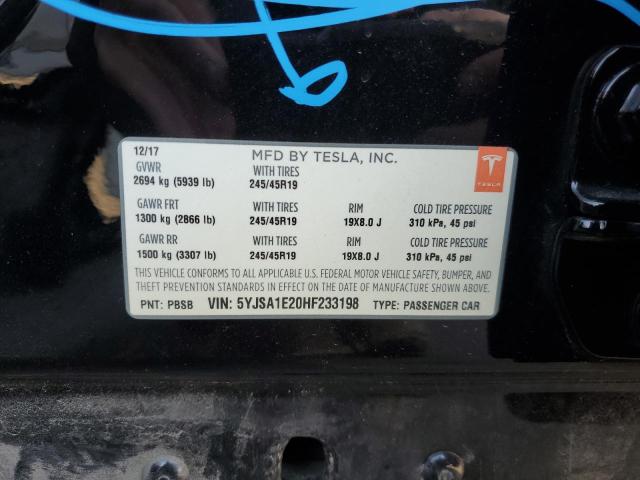 12/17 MFD BY TESLA, INC.
GVWR WITH TIRES
2694 kg (5939 lb) 245/45R19
TESLA
GAWR FRT WITH TIRES RIM COLD TIRE PRESSURE
1300 kg (2866 lb) 245/45R19 19X8.0 J 310 kPa, 45 psi
GAWR RR WITH TIRES RIM COLD TIRE PRESSURE
1500 kg (3307 lb) 245/45R19 19X8.0 J 310 kPa, 45 psi
THIS VEHICLE CONFORMS TO ALL APPLICABLE U.S. FEDERAL MOTOR VEHICLE SAFETY, BUMPER, AND
THEFT PREVENTION STANDARDS IN EFFECT ON THE DATE OF MANUFACTURE SHOWN ABOVE.
PNT: PBSB VIN: 5YJSA1E20HF233198 TYPE: PASSENGER CAR